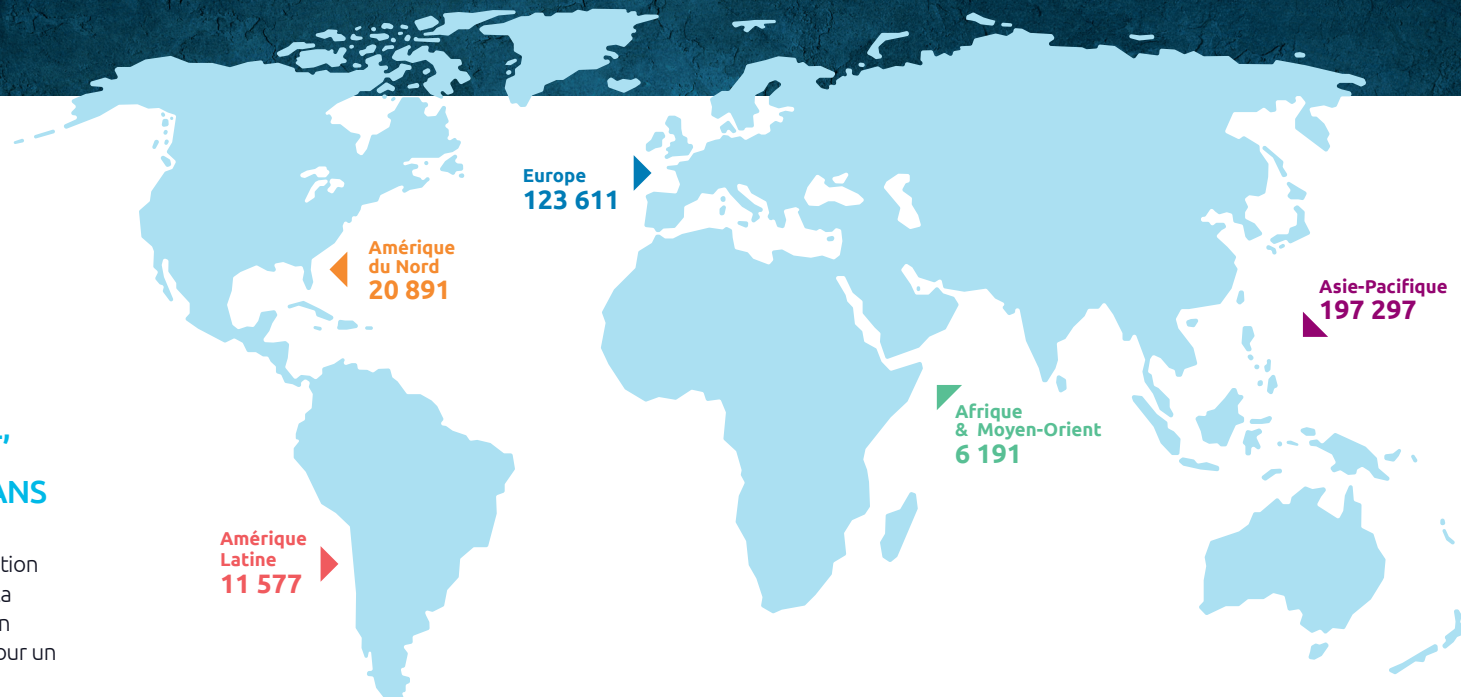 Europe
123 611
Amérique
du Nord
20 891
Asie-Pacifique
197 297
Afrique
& Moyen-Orient
6 191
Amérique
Latine
11 577
ANS
tion
our un